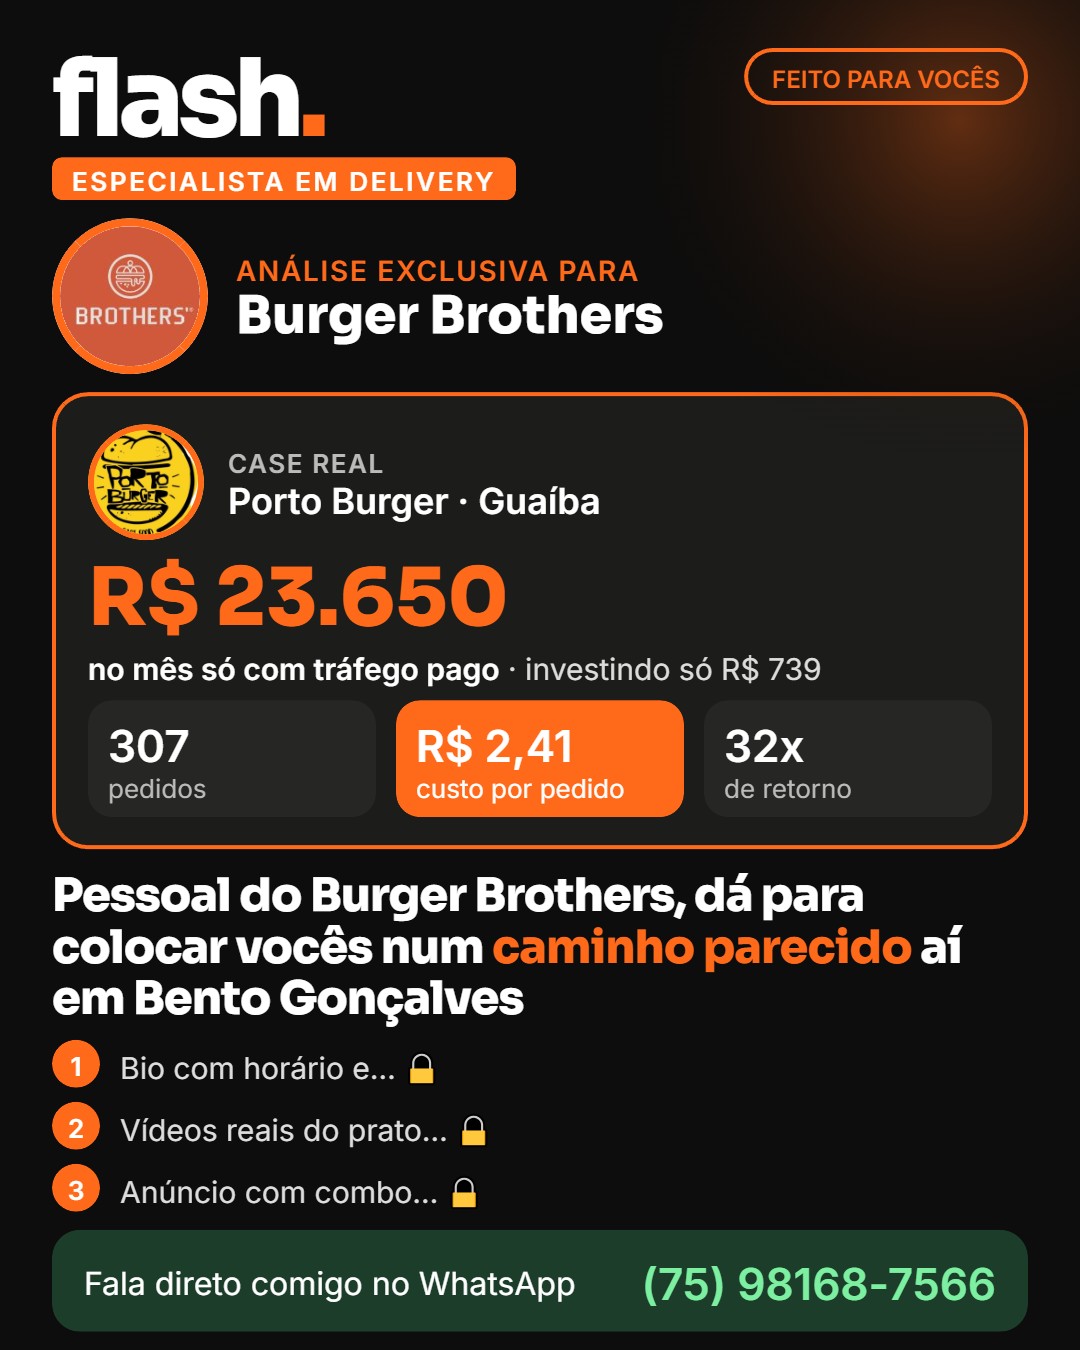 flash.
FEITO PARA VOCÊS
ESPECIALISTA EM DELIVERY
BROTHERS
ANÁLISE EXCLUSIVA PARA
Burger Brothers
PORTO
BURGER
CASE REAL
Porto Burger · Guaíba
R$ 23.650
no mês só com tráfego pago · investindo só R$ 739
307
pedidos
R$ 2,41
custo por pedido
32x
de retorno
Pessoal do Burger Brothers, dá para
colocar vocês num caminho parecido aí
em Bento Gonçalves
1 Bio com horário e... 🔒
2 Vídeos reais do prato... 🔒
3 Anúncio com combo... 🔒
Fala direto comigo no WhatsApp (75) 98168-7566